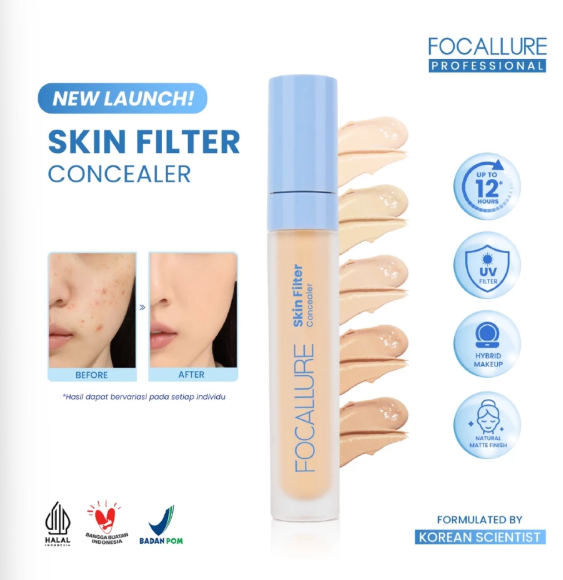 FOCALLURE
PROFESSIONAL
NEW LAUNCH!
SKIN FILTER
CONCEALER
UP TO
12*
HOURS
UV
FILTER
HYBRID
MAKEUP
NATURAL
MATTE FINISH
Skin Filter
Concealer
FOCALLURE
BEFORE
»
AFTER
*Hasil dapat bervariasi pada setiap individu
HALAL
INDONESIA
BANGGA BUATAN
INDONESIA
BADAN POM
FORMULATED BY
KOREAN SCIENTIST